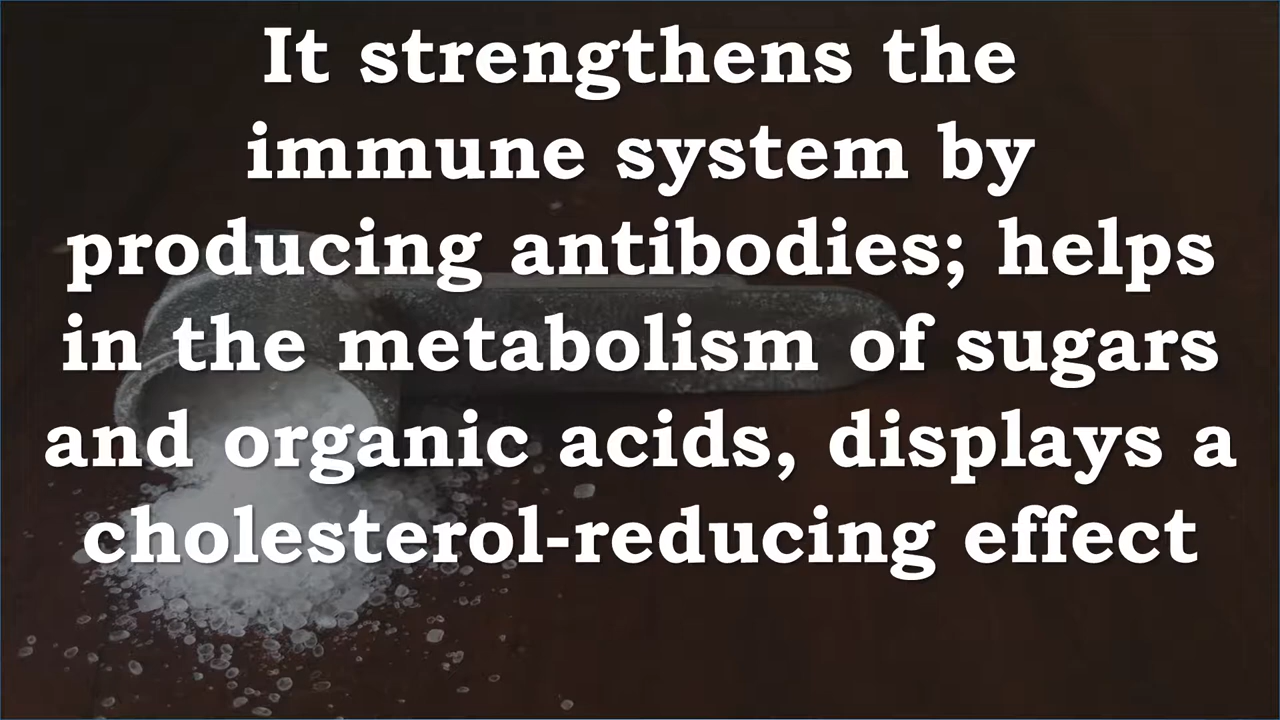 It strengthens the
immune system by
producing antibodies; helps
in the metabolism of sugars
and organic acids, displays a
cholesterol-reducing effect